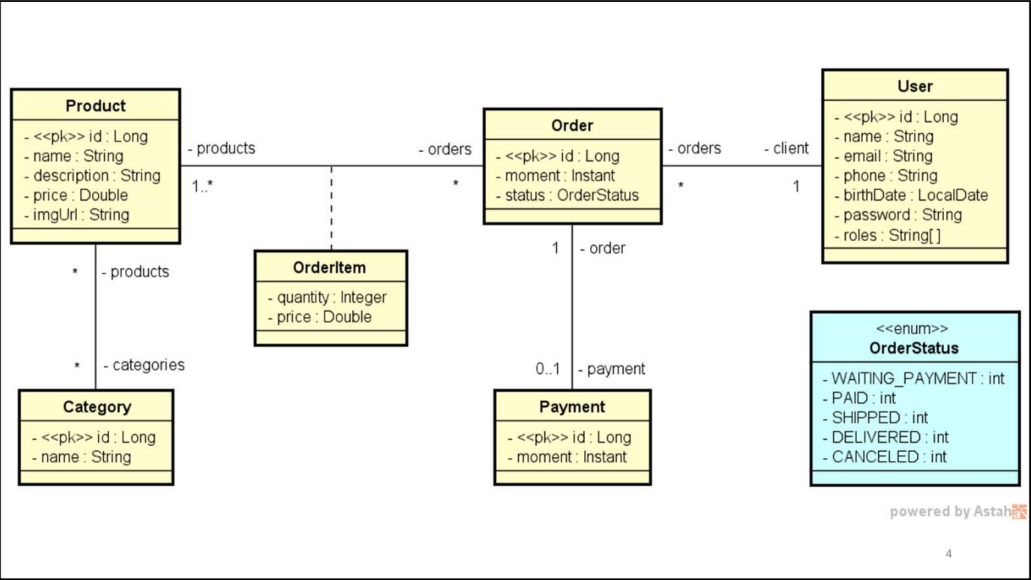 Product
- <<pk>> id : Long
- name : String
- description : String
- price : Double
- imgUrl : String
- products
1..*
- orders
*
Order
- <<pk>> id : Long
- moment : Instant
- status : OrderStatus
- orders
*
- client
1
User
- <<pk>> id : Long
- name : String
- email : String
- phone : String
- birthDate : LocalDate
- password : String
- roles : String[ ]
OrderItem
- quantity : Integer
- price : Double
* - products
* - categories
Category
- <<pk>> id : Long
- name : String
1 - order
0..1 - payment
Payment
- <<pk>> id : Long
- moment : Instant
<<enum>>
OrderStatus
- WAITING_PAYMENT : int
- PAID : int
- SHIPPED : int
- DELIVERED : int
- CANCELED : int
powered by Astah
4